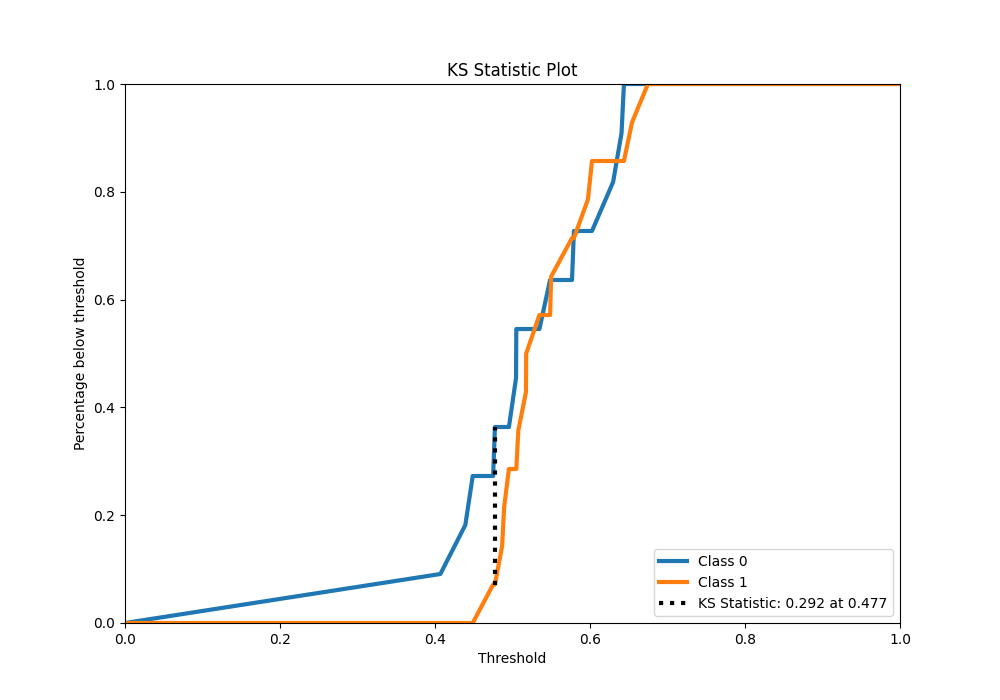 KS Statistic Plot
1.0
0.8
0.6
0.4
0.2
0.0
Percentage below threshold
0.0 0.2 0.4 0.6 0.8 1.0
Threshold
Class 0
Class 1
KS Statistic: 0.292 at 0.477